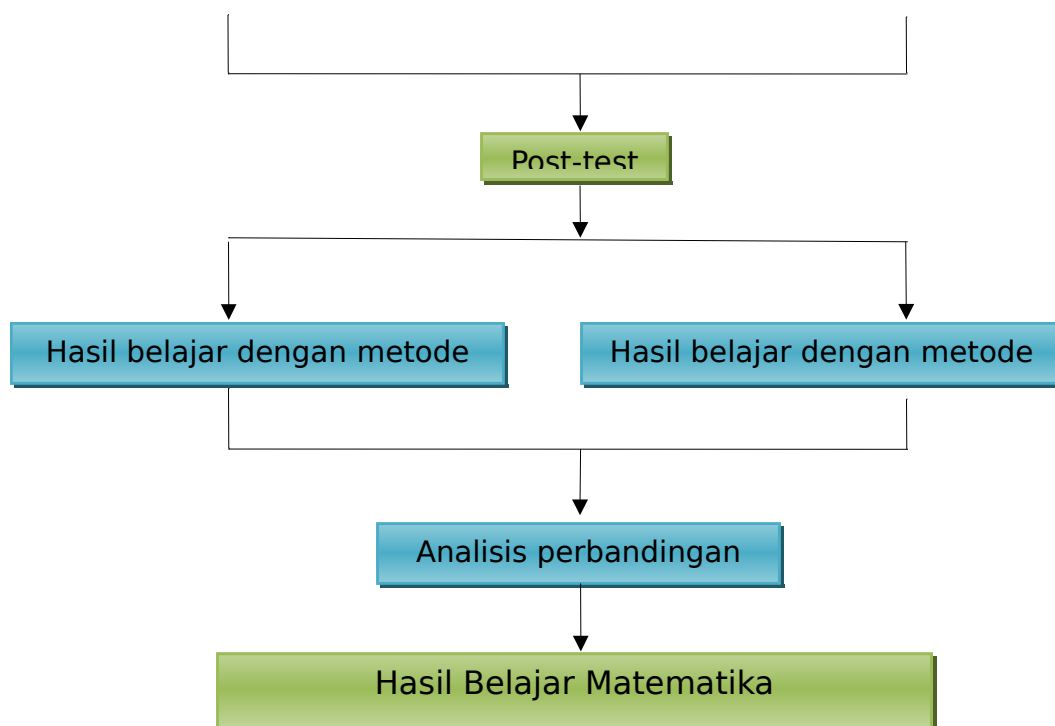 Post-test
Hasil belajar dengan metode
Hasil belajar dengan metode
Analisis perbandingan
Hasil Belajar Matematika